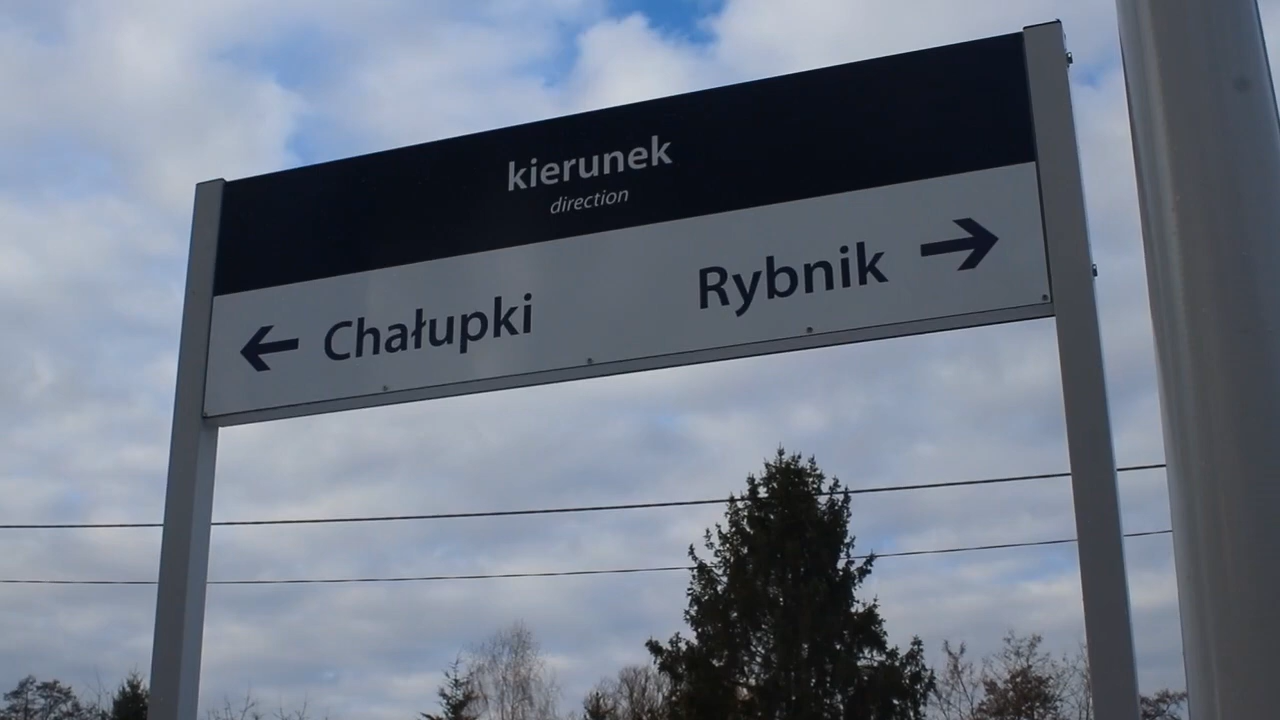 kierunek
direction
← Chałupki Rybnik →